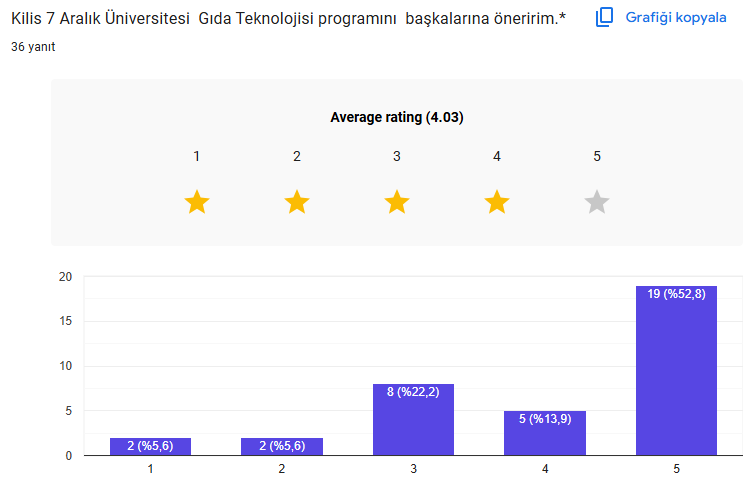 Kilis 7 Aralık Üniversitesi  Gıda Teknolojisi programını  başkalarına öneririm.*
Grafiği kopyala
36 yanıt
Average rating (4.03)
1 2 3 4 5
20
15
10
5
0
2 (%5,6)
2 (%5,6)
8 (%22,2)
5 (%13,9)
19 (%52,8)
1 2 3 4 5